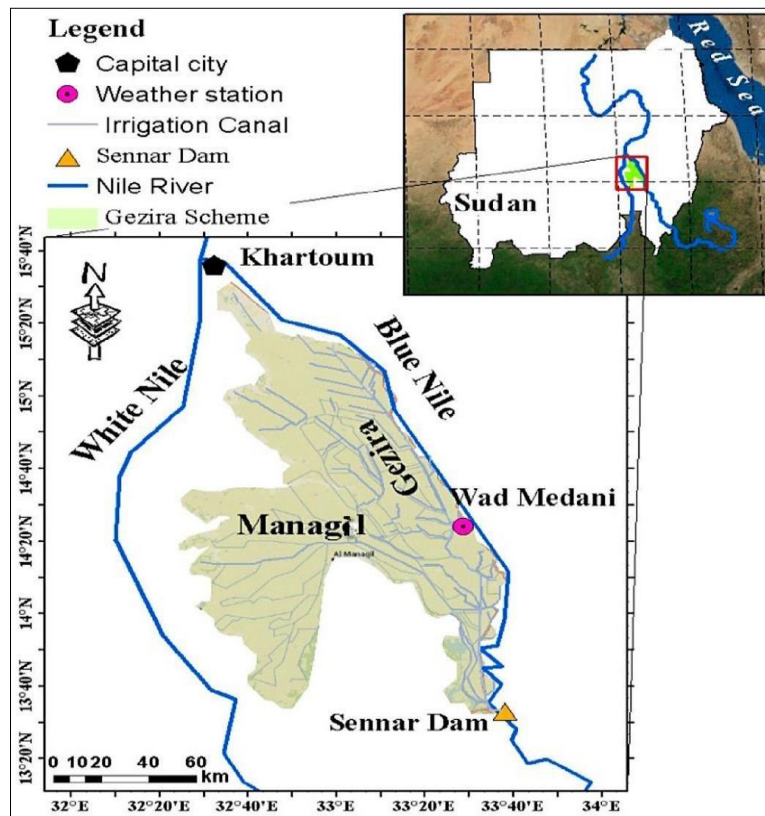 Legend
Capital city
Weather station
Irrigation Canal
Sennar Dam
Nile River
Gezira Scheme
Red Sea
Sudan
N
Khartoum
White Nile
Blue Nile
Gezira
Wad Medani
Managil
Al Managil
Sennar Dam
15°40'N
15°20'N
15°N
14°40'N
14°20'N
14°N
13°40'N
13°20'N
0 10 20 40 60
km
32°E 32°20'E 32°40'E 33°E 33°20'E 33°40'E 34°E